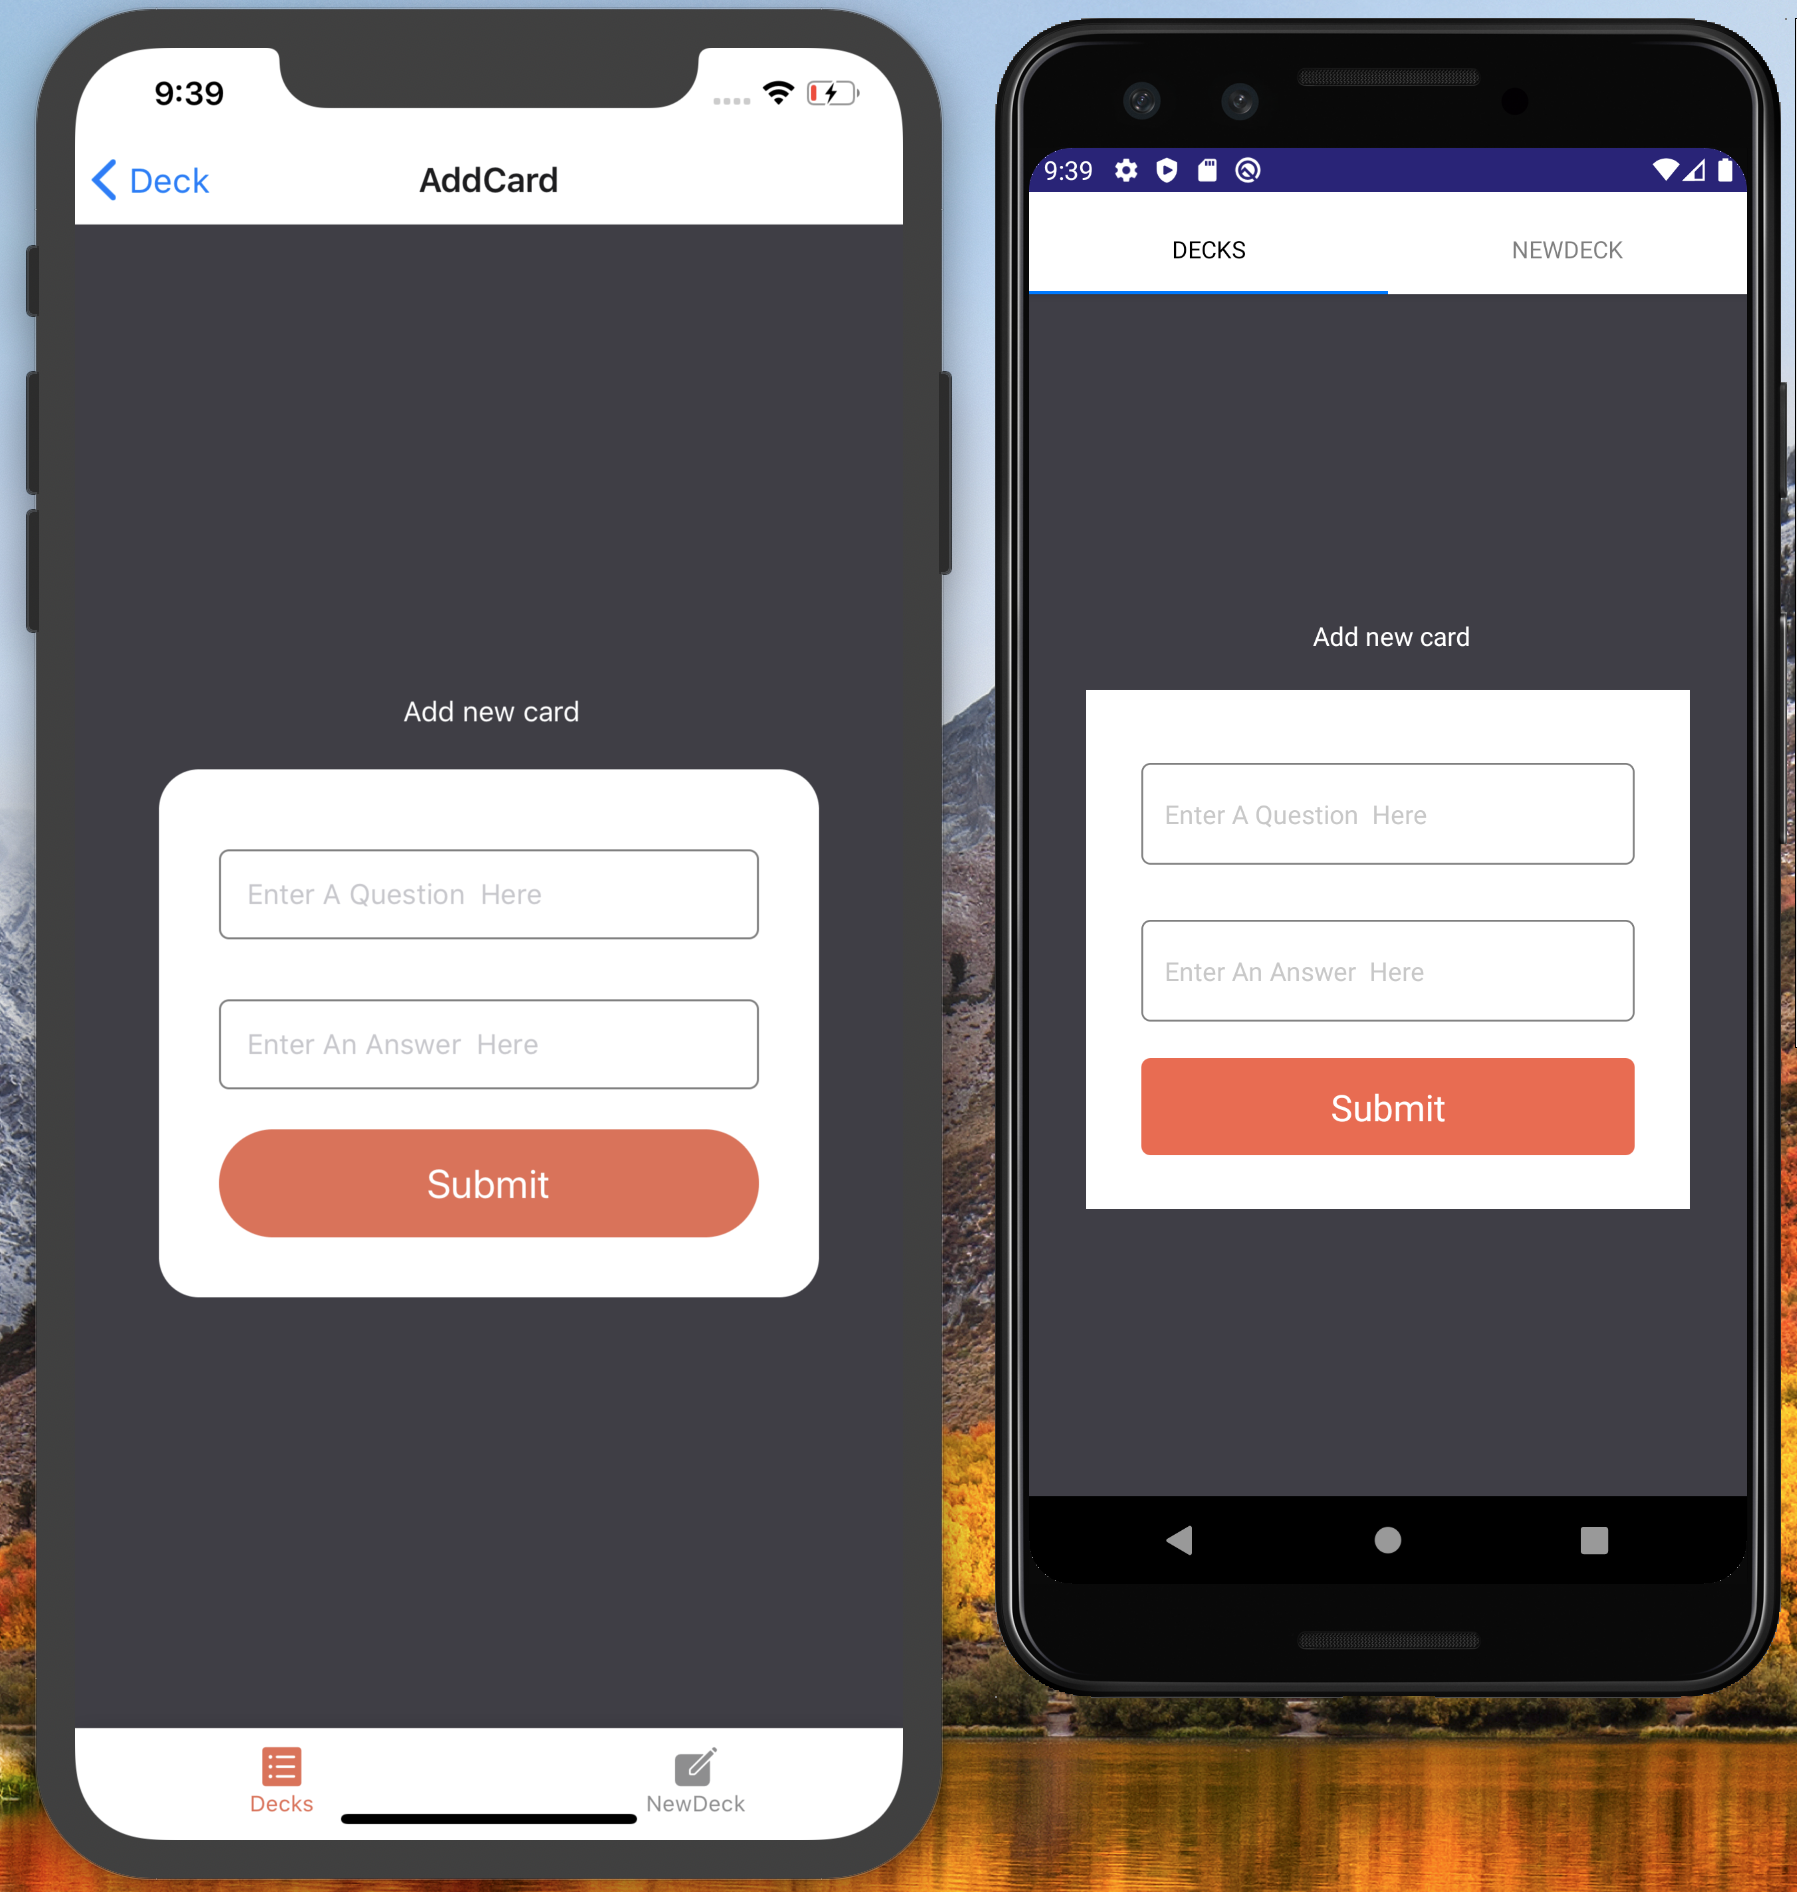 9:39
Deck
AddCard
Add new card
Enter A Question  Here
Enter An Answer  Here
Submit
Decks
NewDeck
9:39
DECKS
NEWDECK
Add new card
Enter A Question  Here
Enter An Answer  Here
Submit